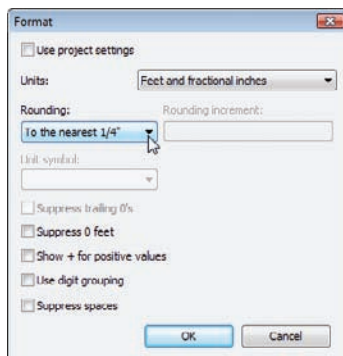 Format
Use project settings
Units: Feet and fractional inches
Rounding: Rounding increment:
To the nearest 1/4"
Unit symbol:
Suppress trailing 0's
Suppress 0 feet
Show + for positive values
Use digit grouping
Suppress spaces
OK Cancel